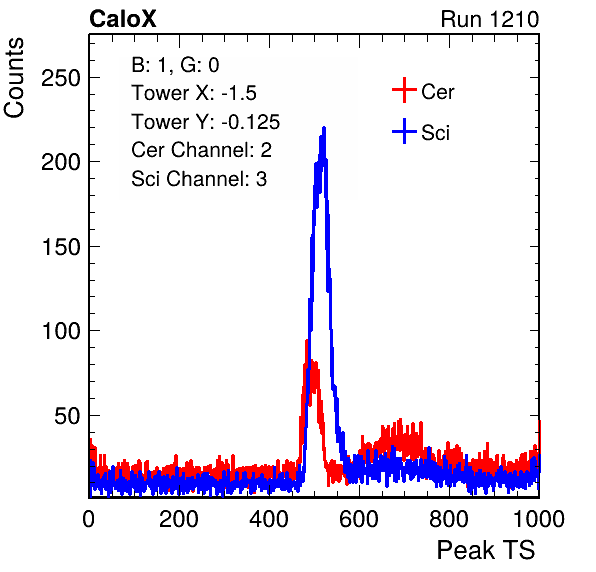 CaloX Run 1210
Counts
B: 1, G: 0
Tower X: -1.5
Tower Y: -0.125
Cer Channel: 2
Sci Channel: 3
Cer
Sci
250
200
150
100
50
0 200 400 600 800 1000
Peak TS